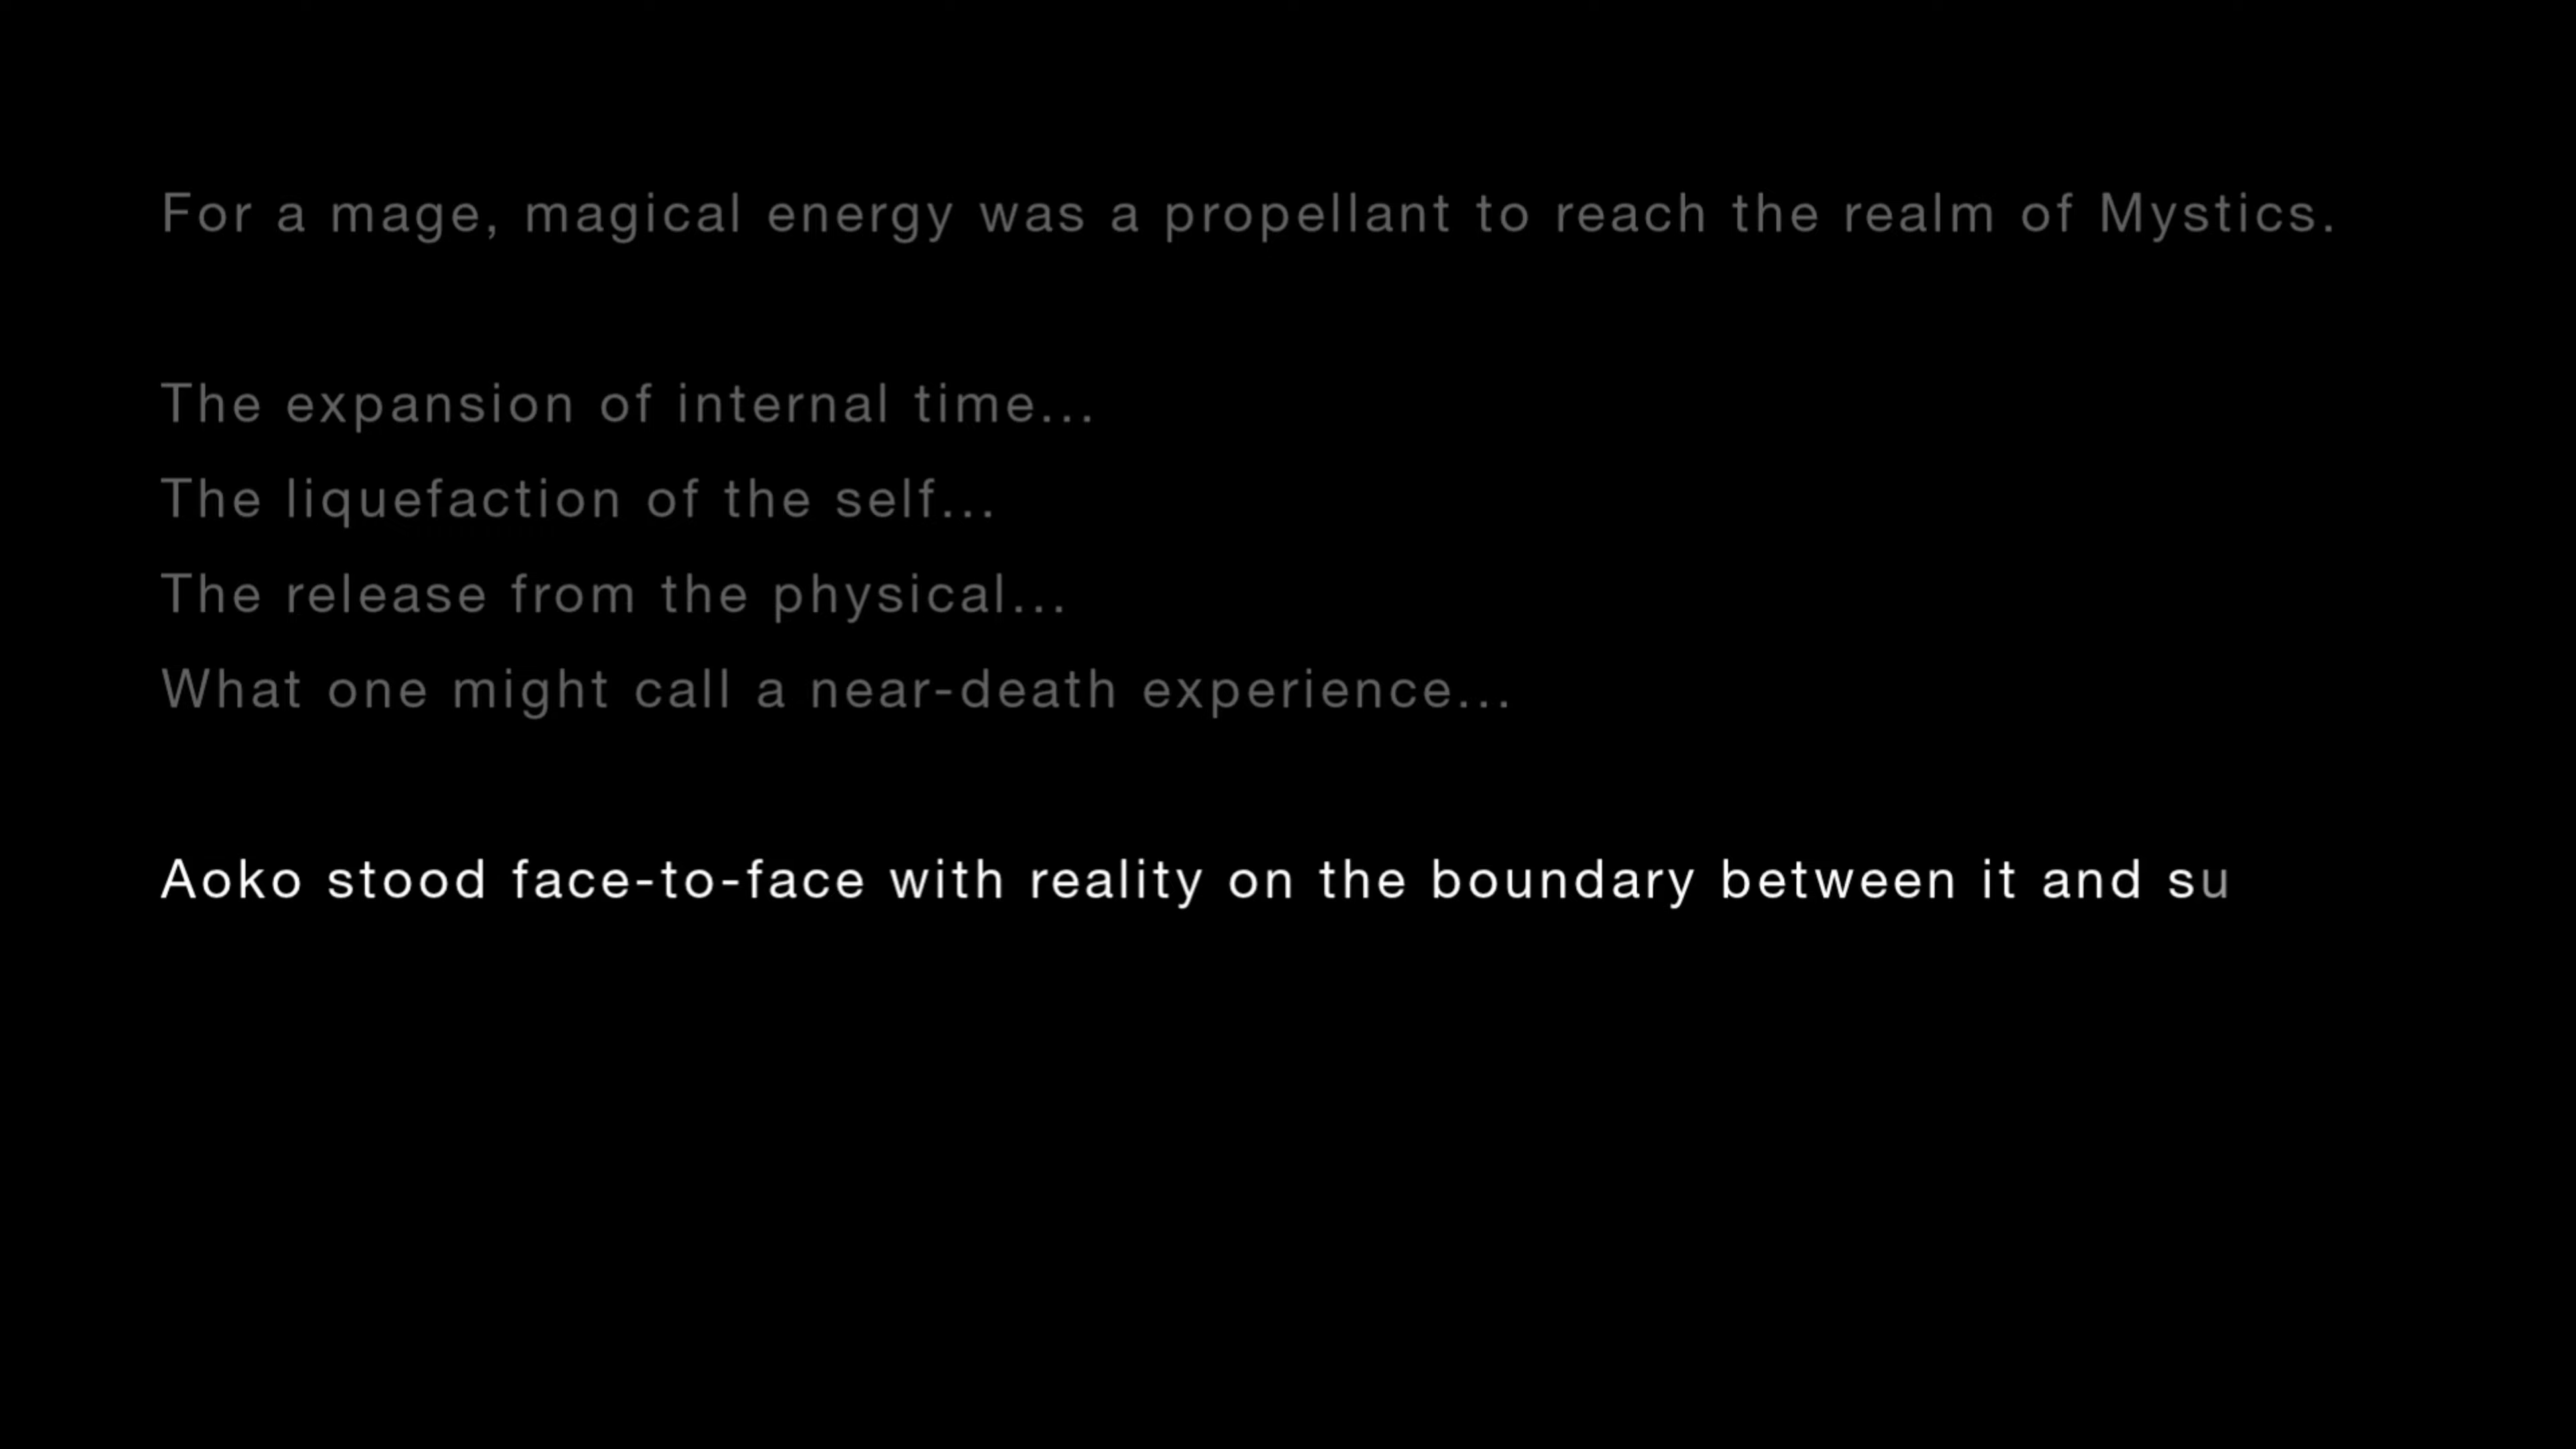 For a mage, magical energy was a propellant to reach the realm of Mystics.
The expansion of internal time...
The liquefaction of the self...
The release from the physical...
What one might call a near-death experience...
Aoko stood face-to-face with reality on the boundary between it and su